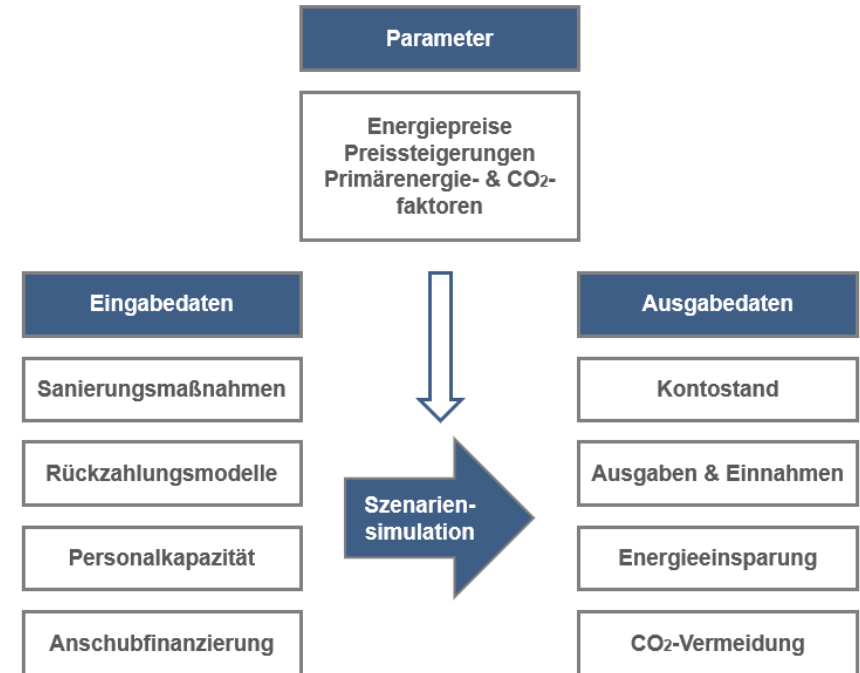 Parameter
Energiepreise
Preissteigerungen
Primärenergie- & CO₂-
faktoren
Eingabedaten
Sanierungsmaßnahmen
Rückzahlungsmodelle
Personalkapazität
Anschubfinanzierung
Szenarien-
simulation
Ausgabedaten
Kontostand
Ausgaben & Einnahmen
Energieeinsparung
CO₂-Vermeidung